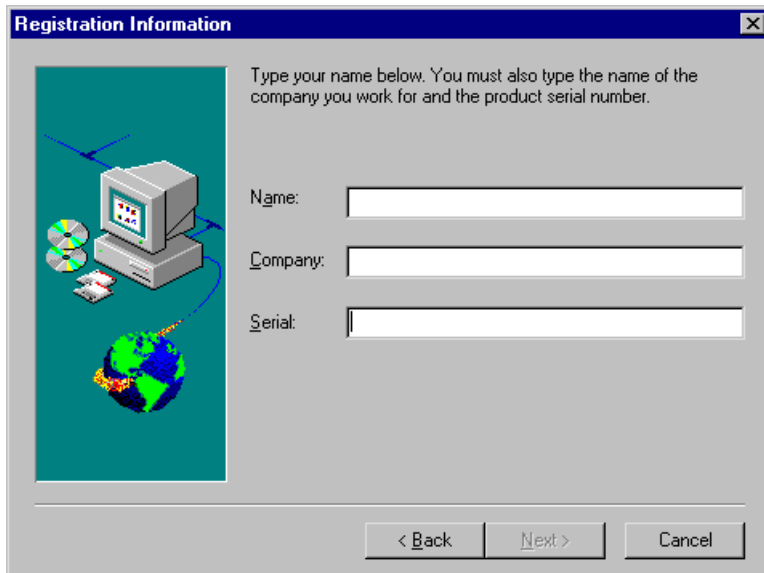 Registration Information
Type your name below. You must also type the name of the
company you work for and the product serial number.
Name:
Company:
Serial:
< Back
Next >
Cancel